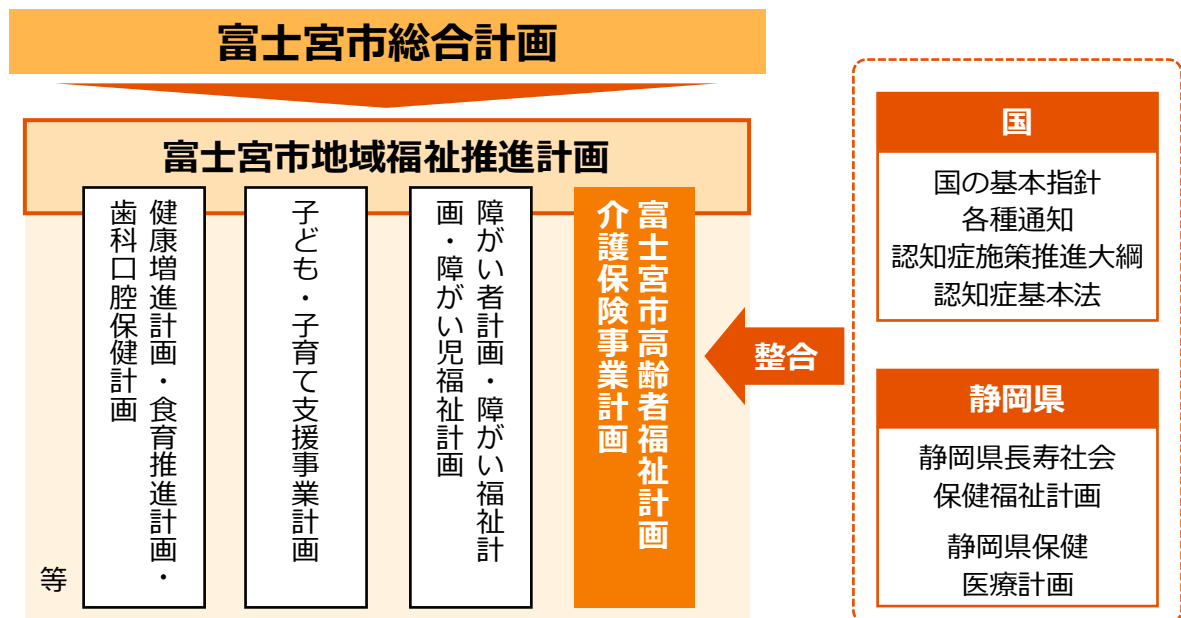 富士宮市総合計画
富士宮市地域福祉推進計画
富士宮市高齢者福祉計画
介護保険事業計画
障がい者計画・障がい福祉計
画・障がい児福祉計画
子ども・子育て支援事業計画
健康増進計画・食育推進計画・
歯科口腔保健計画
等
整合
国
国の基本指針
各種通知
認知症施策推進大綱
認知症基本法
静岡県
静岡県長寿社会
保健福祉計画
静岡県保健
医療計画